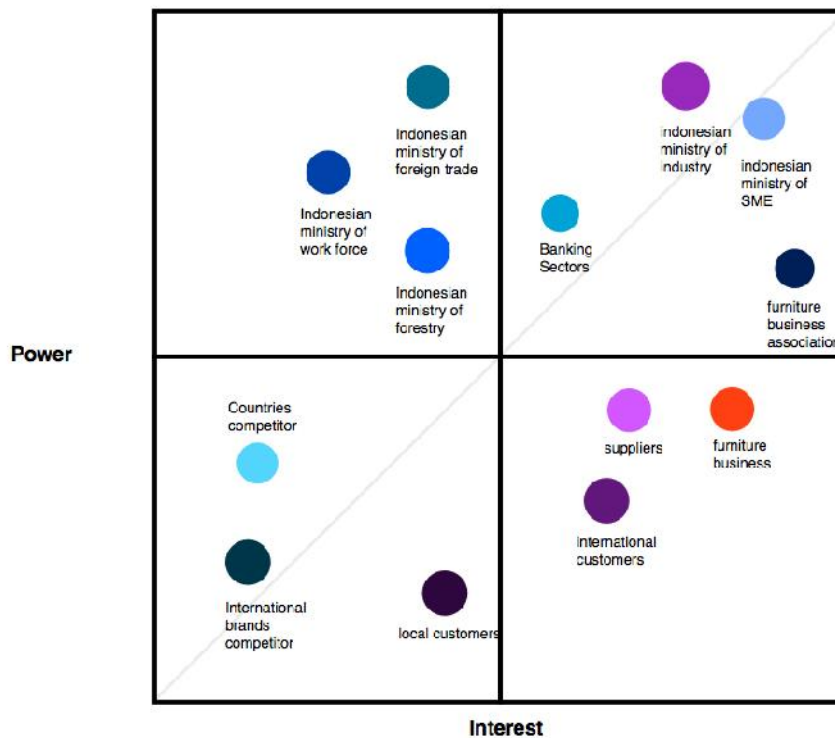 Indonesian
ministry of
foreign trade
Indonesian
ministry of
work force
Indonesian
ministry of
forestry
indonesian
ministry of
industry
indonesian
ministry of
SME
Banking
Sectors
furniture
business
association
Power
Countries
competitor
International
brands
competitor
local customers
suppliers
furniture
business
international
customers
Interest